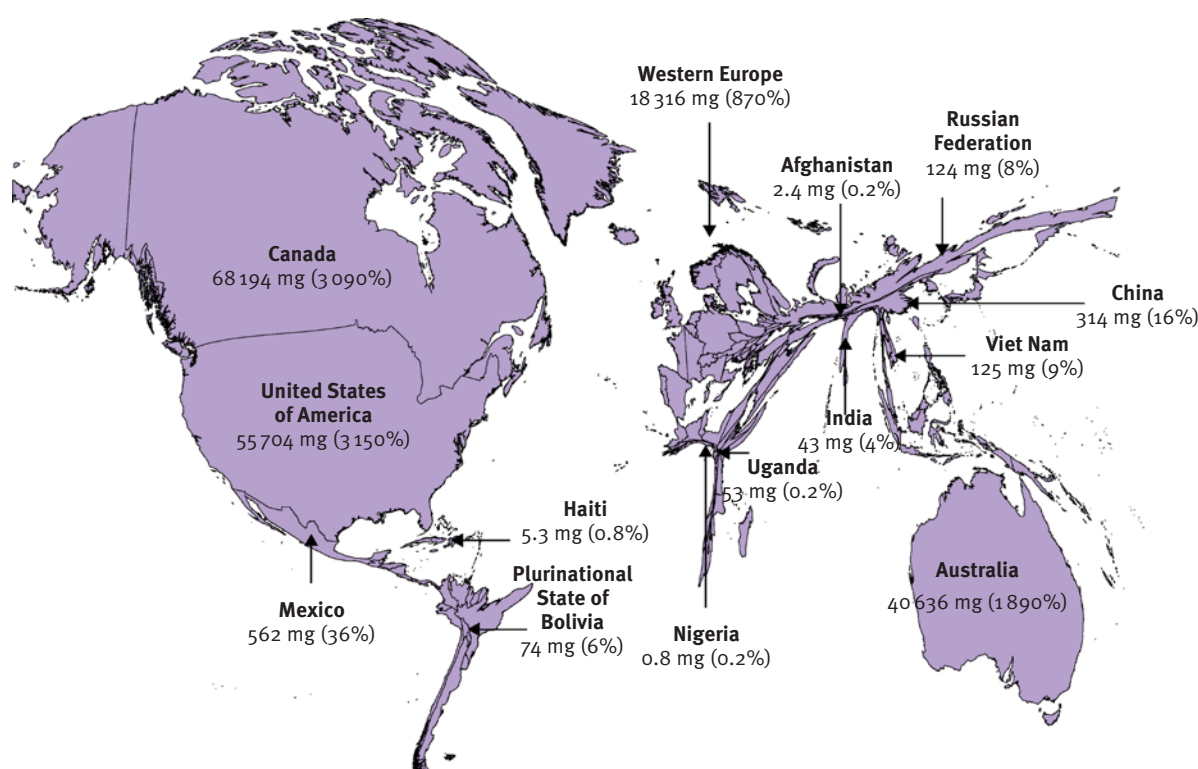 Western Europe
18 316 mg (870%)
Russian
Federation
124 mg (8%)
Afghanistan
2.4 mg (0.2%)
Canada
68 194 mg (3 090%)
China
314 mg (16%)
Viet Nam
125 mg (9%)
United States
of America
55 704 mg (3 150%)
India
43 mg (4%)
Uganda
53 mg (0.2%)
Haiti
5.3 mg (0.8%)
Plurinational
State of
Bolivia
74 mg (6%)
Australia
40 636 mg (1 890%)
Mexico
562 mg (36%)
Nigeria
0.8 mg (0.2%)